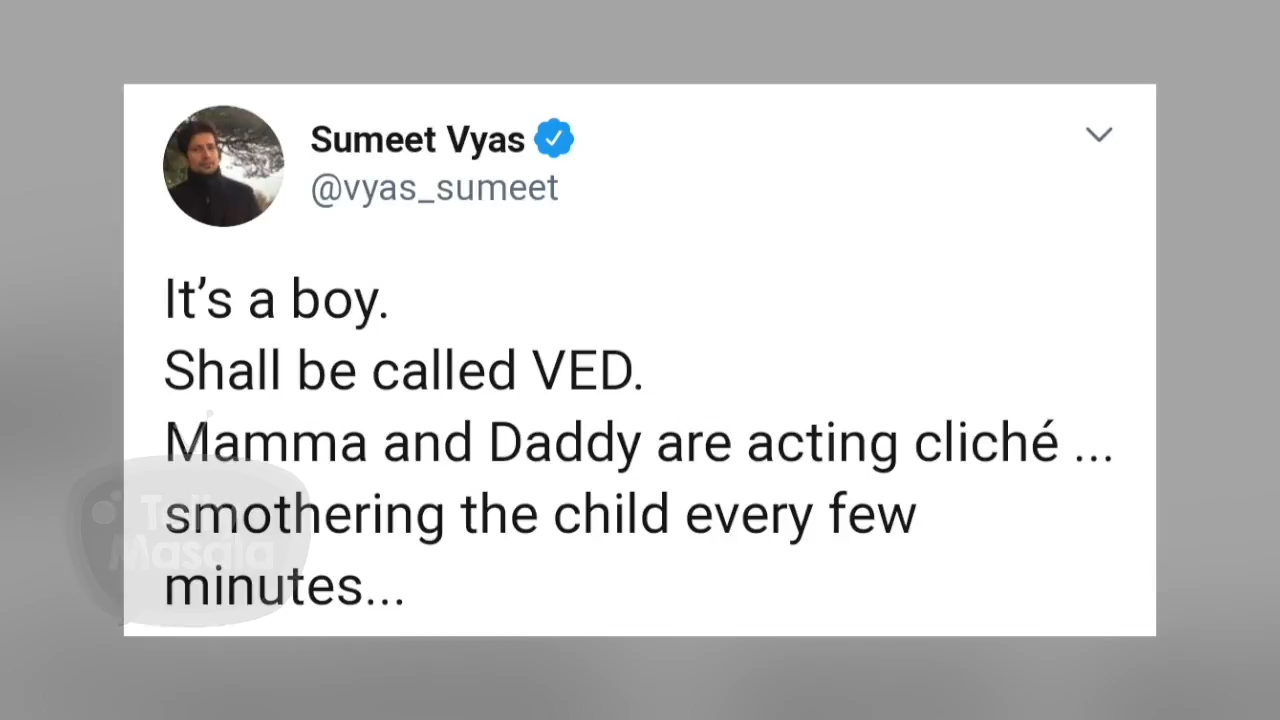 Sumeet Vyas
@vyas_sumeet
It’s a boy.
Shall be called VED.
Mamma and Daddy are acting cliché ...
smothering the child every few
minutes...
Masala